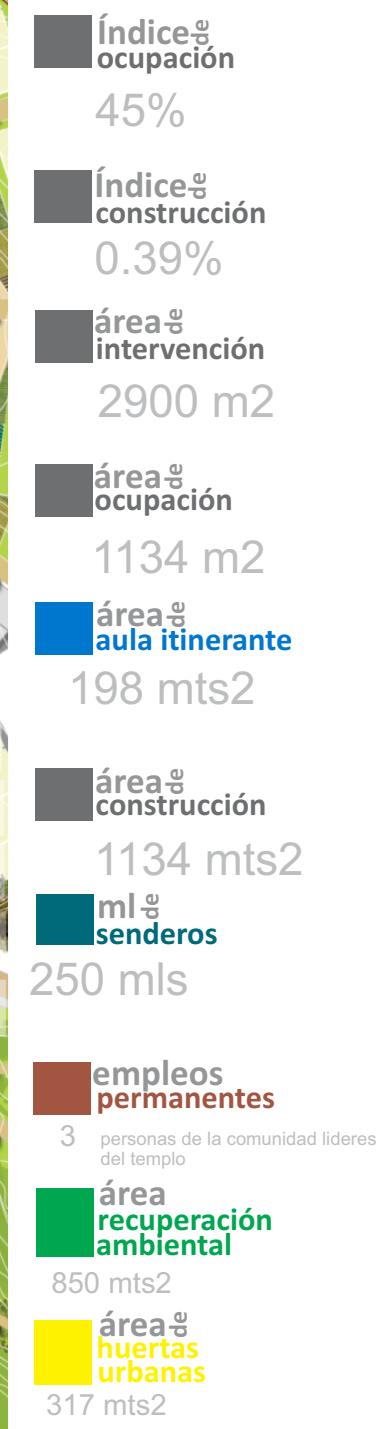 Índice de
ocupación
45%
Índice de
construcción
0.39%
área de
intervención
2900 m2
área de
ocupación
1134 m2
área de
aula itinerante
198 mts2
área de
construcción
1134 mts2
ml de
senderos
250 mls
empleos
permanentes
3 personas de la comunidad lideres
del templo
área
recuperación
ambiental
850 mts2
área de
huertas
urbanas
317 mts2